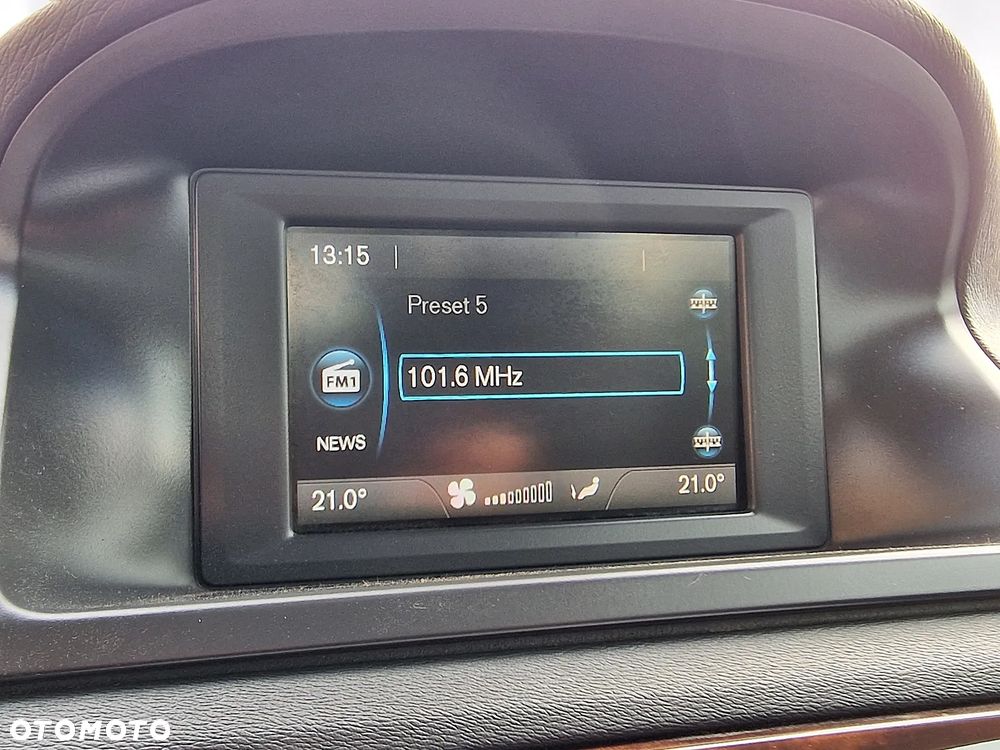 13:15
Preset 5
FM1
101.6 MHz
NEWS
21.0°
21.0°
OTOMOTO